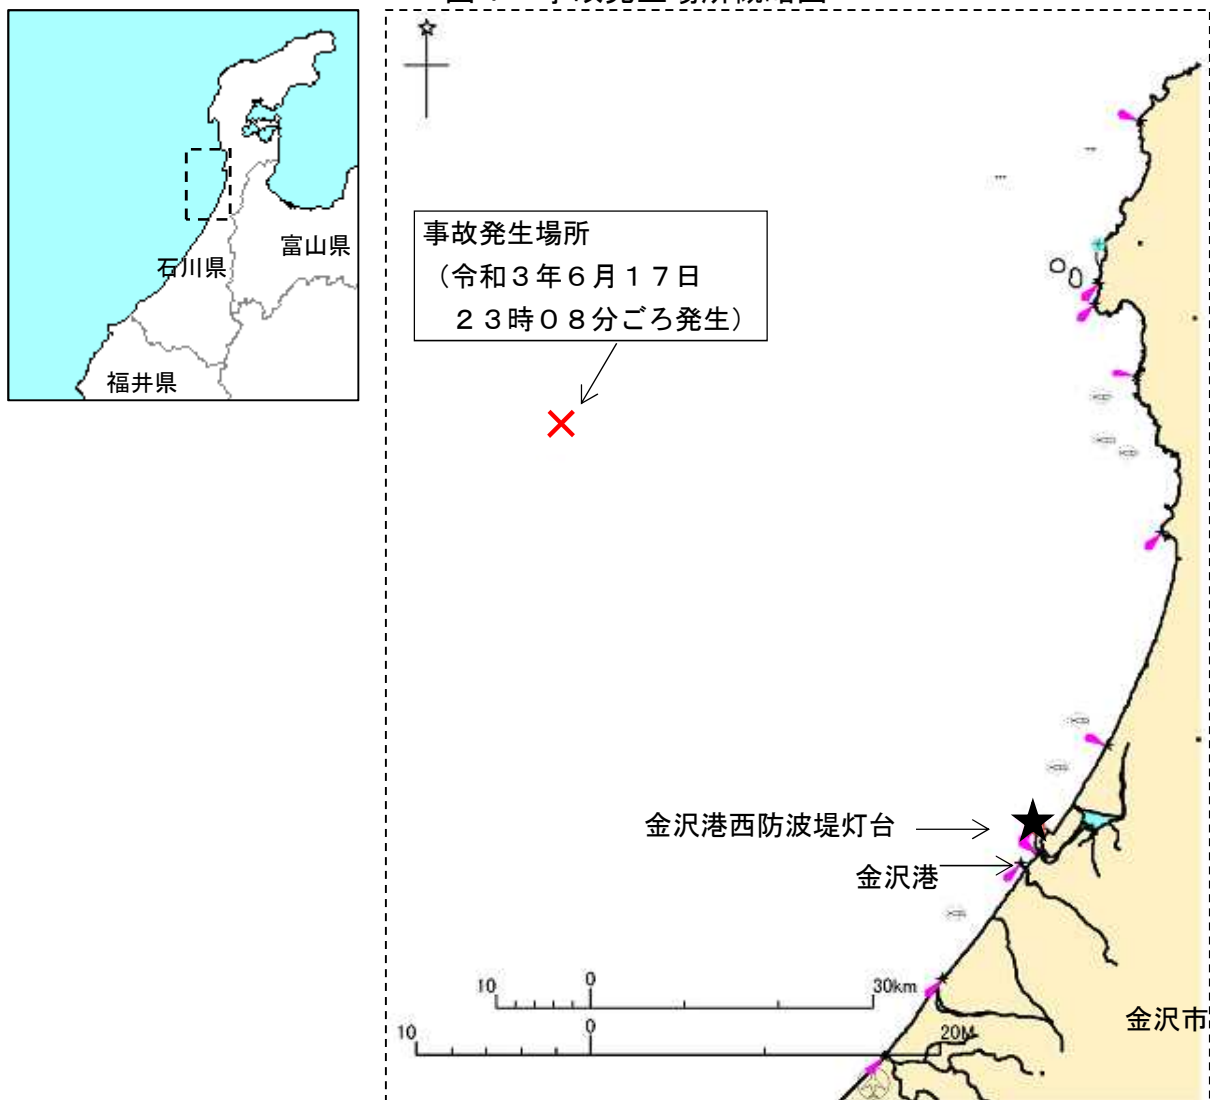 富山県
石川県
福井県
事故発生場所
（令和３年６月１７日
２３時０８分ごろ発生）
金沢港西防波堤灯台
金沢港
金沢市
10 0 30km
10 0 20M